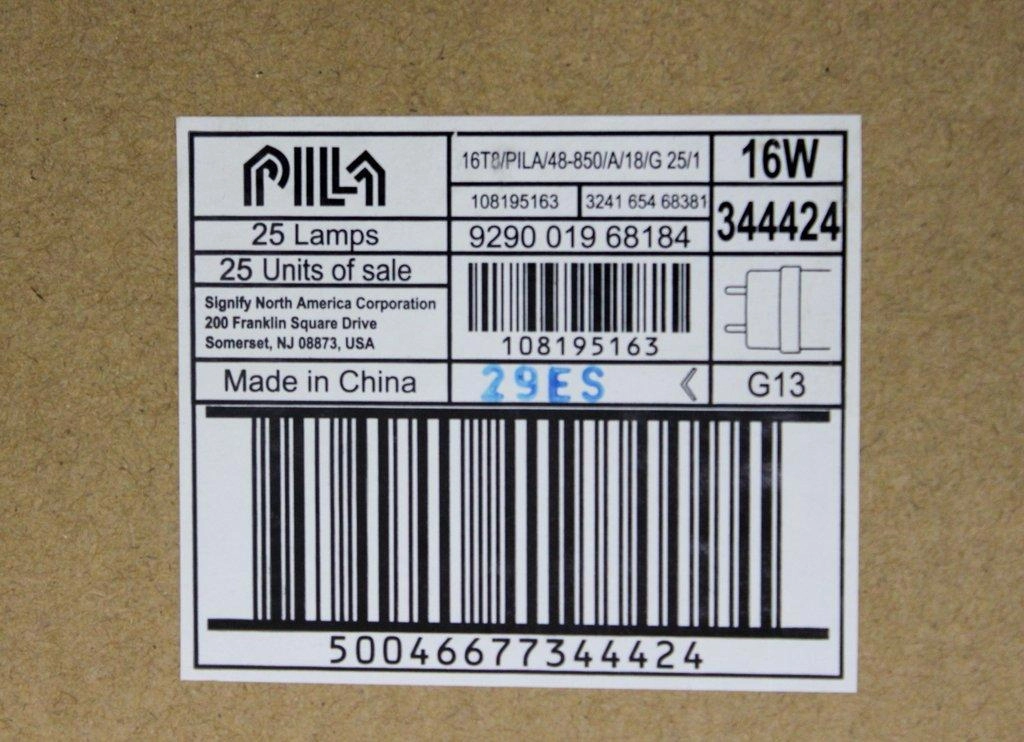 PILA
16T8/PILA/48-850/A/18/G 25/1
16W
108195163
3241 654 68381
344424
25 Lamps
9290 019 68184
25 Units of sale
Signify North America Corporation
200 Franklin Square Drive
Somerset, NJ 08873, USA
108195163
Made in China
29ES
<
G13
50046677344424